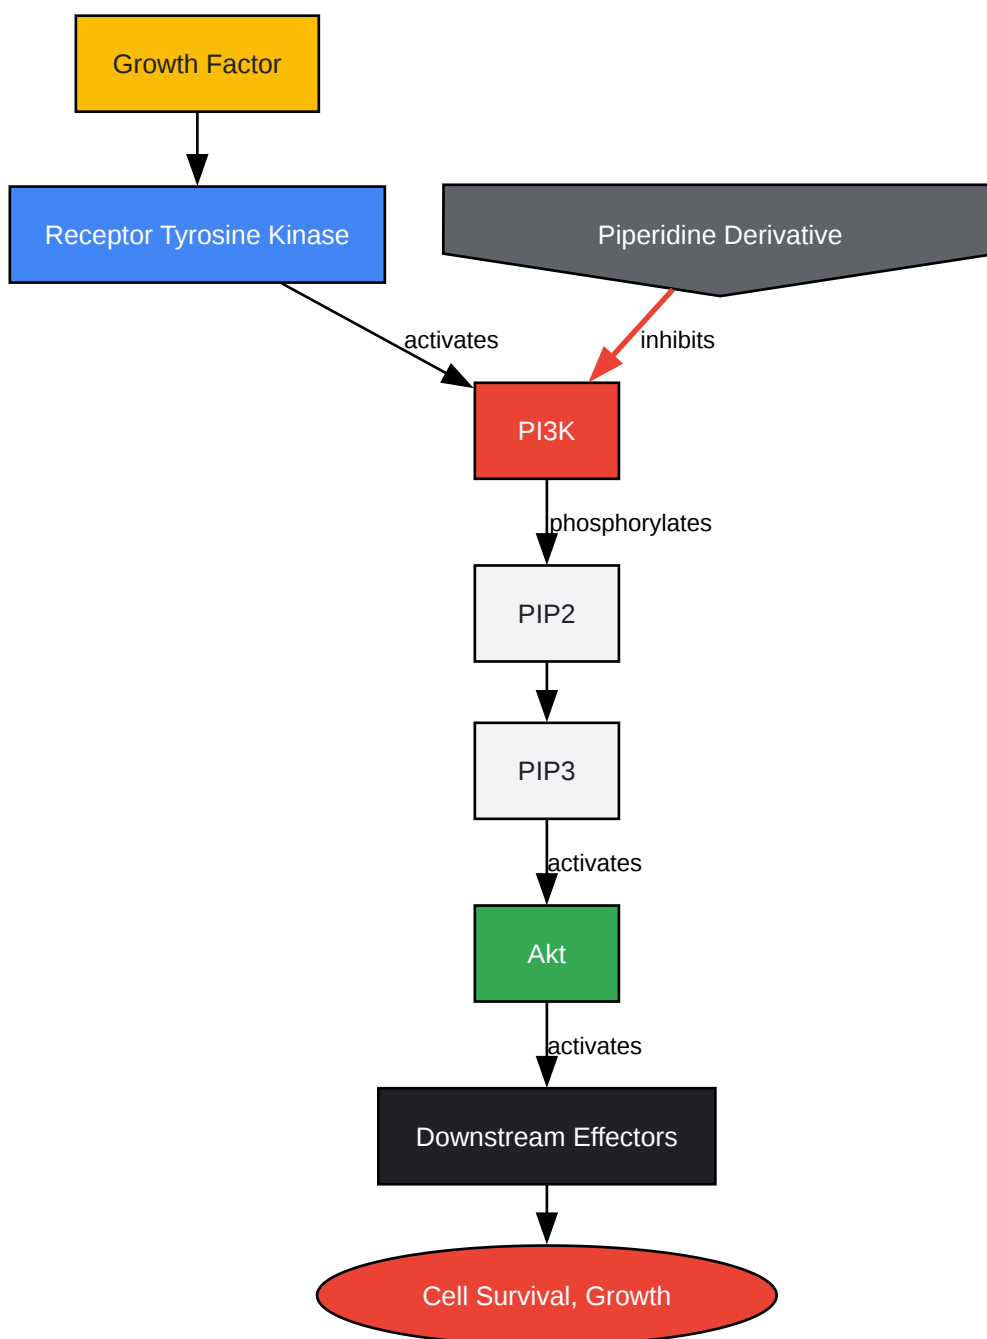 Growth Factor
Receptor Tyrosine Kinase
Piperidine Derivative
activates
inhibits
PI3K
phosphorylates
PIP2
PIP3
activates
Akt
activates
Downstream Effectors
Cell Survival, Growth